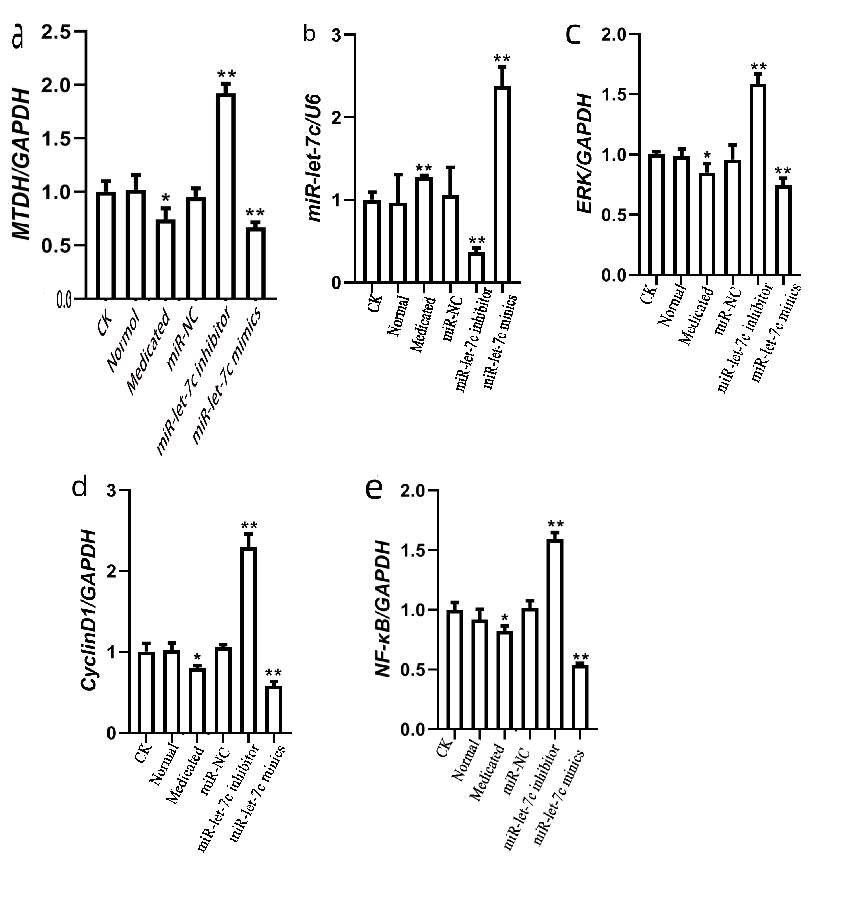 a
MTDH/GAPDH
2.5
2.0
1.5
1.0
0.5
0.0
**
*
**
CK
Normol
Medicated
miR-NC
miR-let-7c inhibitor
miR-let-7c mimics
b
miR-let-7c/U6
3
2
1
0
**
**
**
CK
Normal
Medicated
miR-NC
miR-let-7c inhibitor
miR-let-7c mimics
c
ERK/GAPDH
2.0
1.5
1.0
0.5
0.0
*
**
**
CK
Normal
Medicated
miR-NC
miR-let-7c inhibitor
miR-let-7c mimics
d
CyclinD1/GAPDH
3
2
1
0
*
**
**
CK
Normal
Medicated
miR-NC
miR-let-7c inhibitor
miR-let-7c mimics
e
NF-κB/GAPDH
2.0
1.5
1.0
0.5
0.0
*
**
**
CK
Normal
Medicated
miR-NC
miR-let-7c inhibitor
miR-let-7c mimics